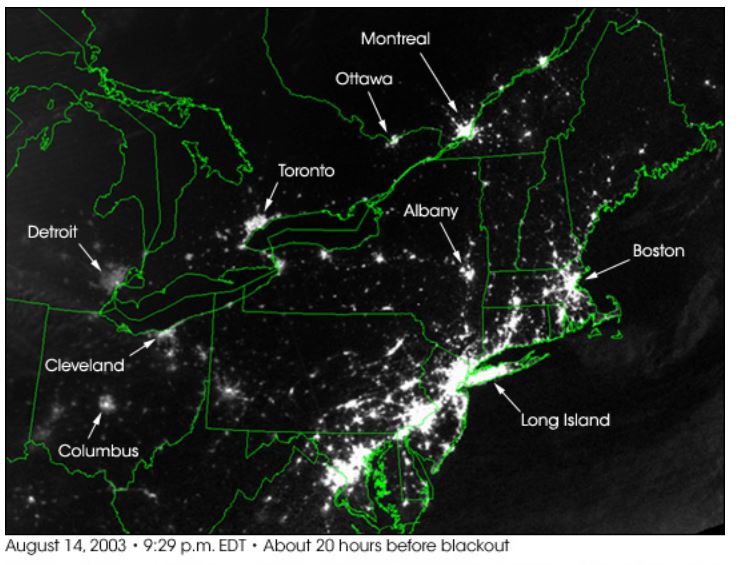 Montreal
Ottawa
Toronto
Albany
Detroit
Boston
Cleveland
Long Island
Columbus
August 14, 2003 • 9:29 p.m. EDT • About 20 hours before blackout